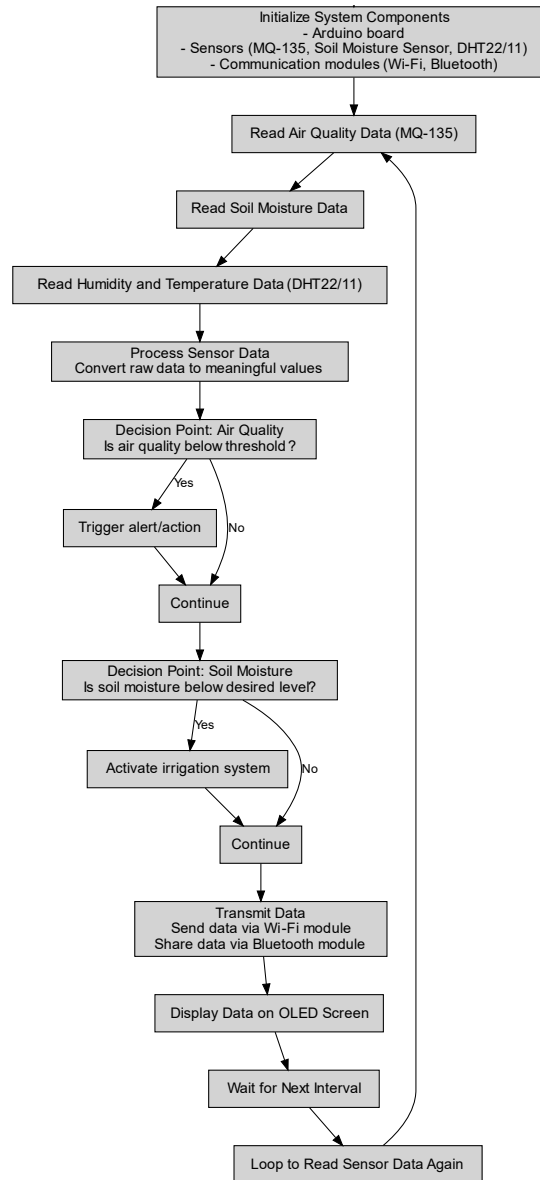 Initialize System Components
- Arduino board
- Sensors (MQ-135, Soil Moisture Sensor, DHT22/11)
- Communication modules (Wi-Fi, Bluetooth)
Read Air Quality Data (MQ-135)
Read Soil Moisture Data
Read Humidity and Temperature Data (DHT22/11)
Process Sensor Data
Convert raw data to meaningful values
Decision Point: Air Quality
Is air quality below threshold ?
Yes
Trigger alert/action
No
Continue
Decision Point: Soil Moisture
Is soil moisture below desired level?
Yes
Activate irrigation system
No
Continue
Transmit Data
Send data via Wi-Fi module
Share data via Bluetooth module
Display Data on OLED Screen
Wait for Next Interval
Loop to Read Sensor Data Again